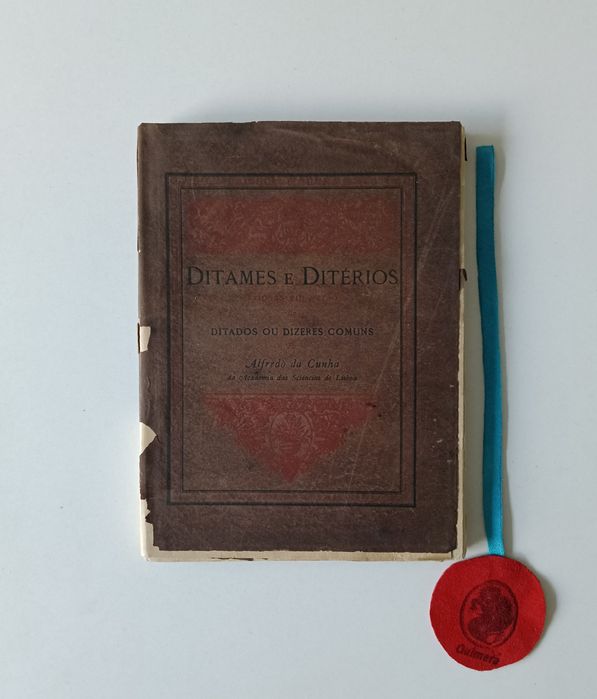 DITAMES E DITÉRIOS
DITADOS OU DIZERES COMUNS
Alfredo da Cunha
da Academia das Sciencias de Lisboa
Quimera